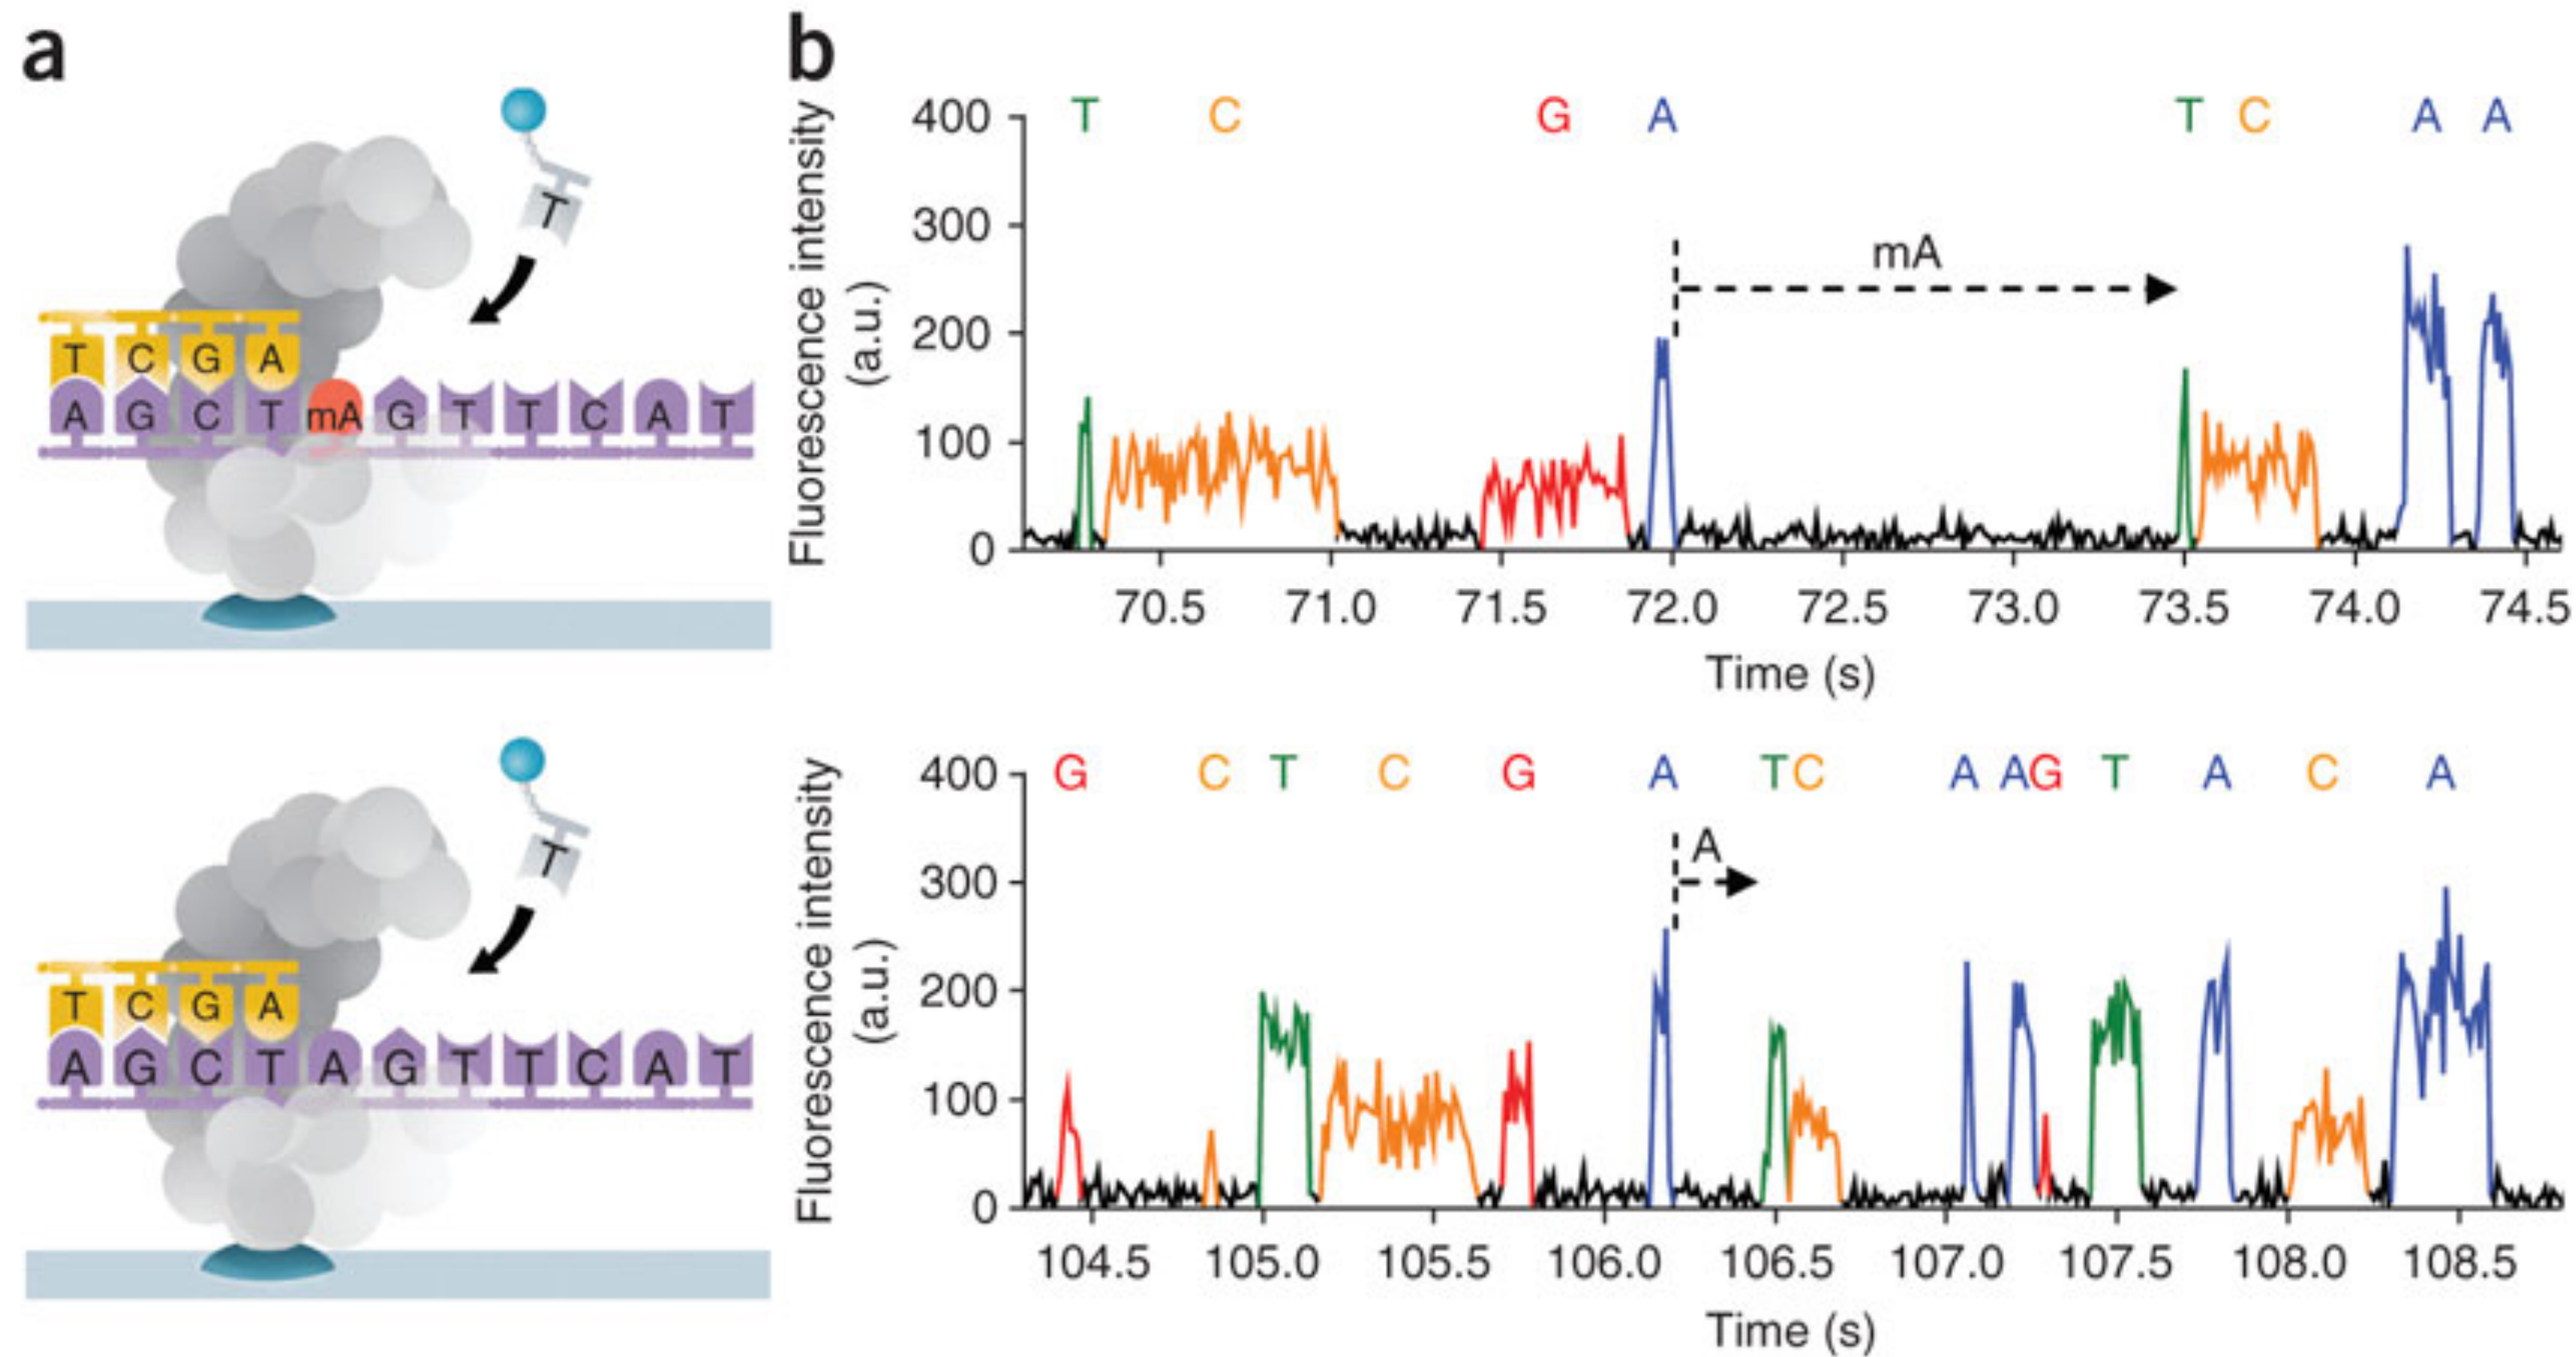 a
T
T C G A
A G C T mA G T T C A T
T
T C G A
A G C T A G T T C A T
b
Fluorescence intensity
(a.u.)
T C G A T C A A
400
300
200
100
0
mA
70.5 71.0 71.5 72.0 72.5 73.0 73.5 74.0 74.5
Time (s)
Fluorescence intensity
(a.u.)
G C T C G A T C A A G T A C A
400
300
200
100
0
A
104.5 105.0 105.5 106.0 106.5 107.0 107.5 108.0 108.5
Time (s)